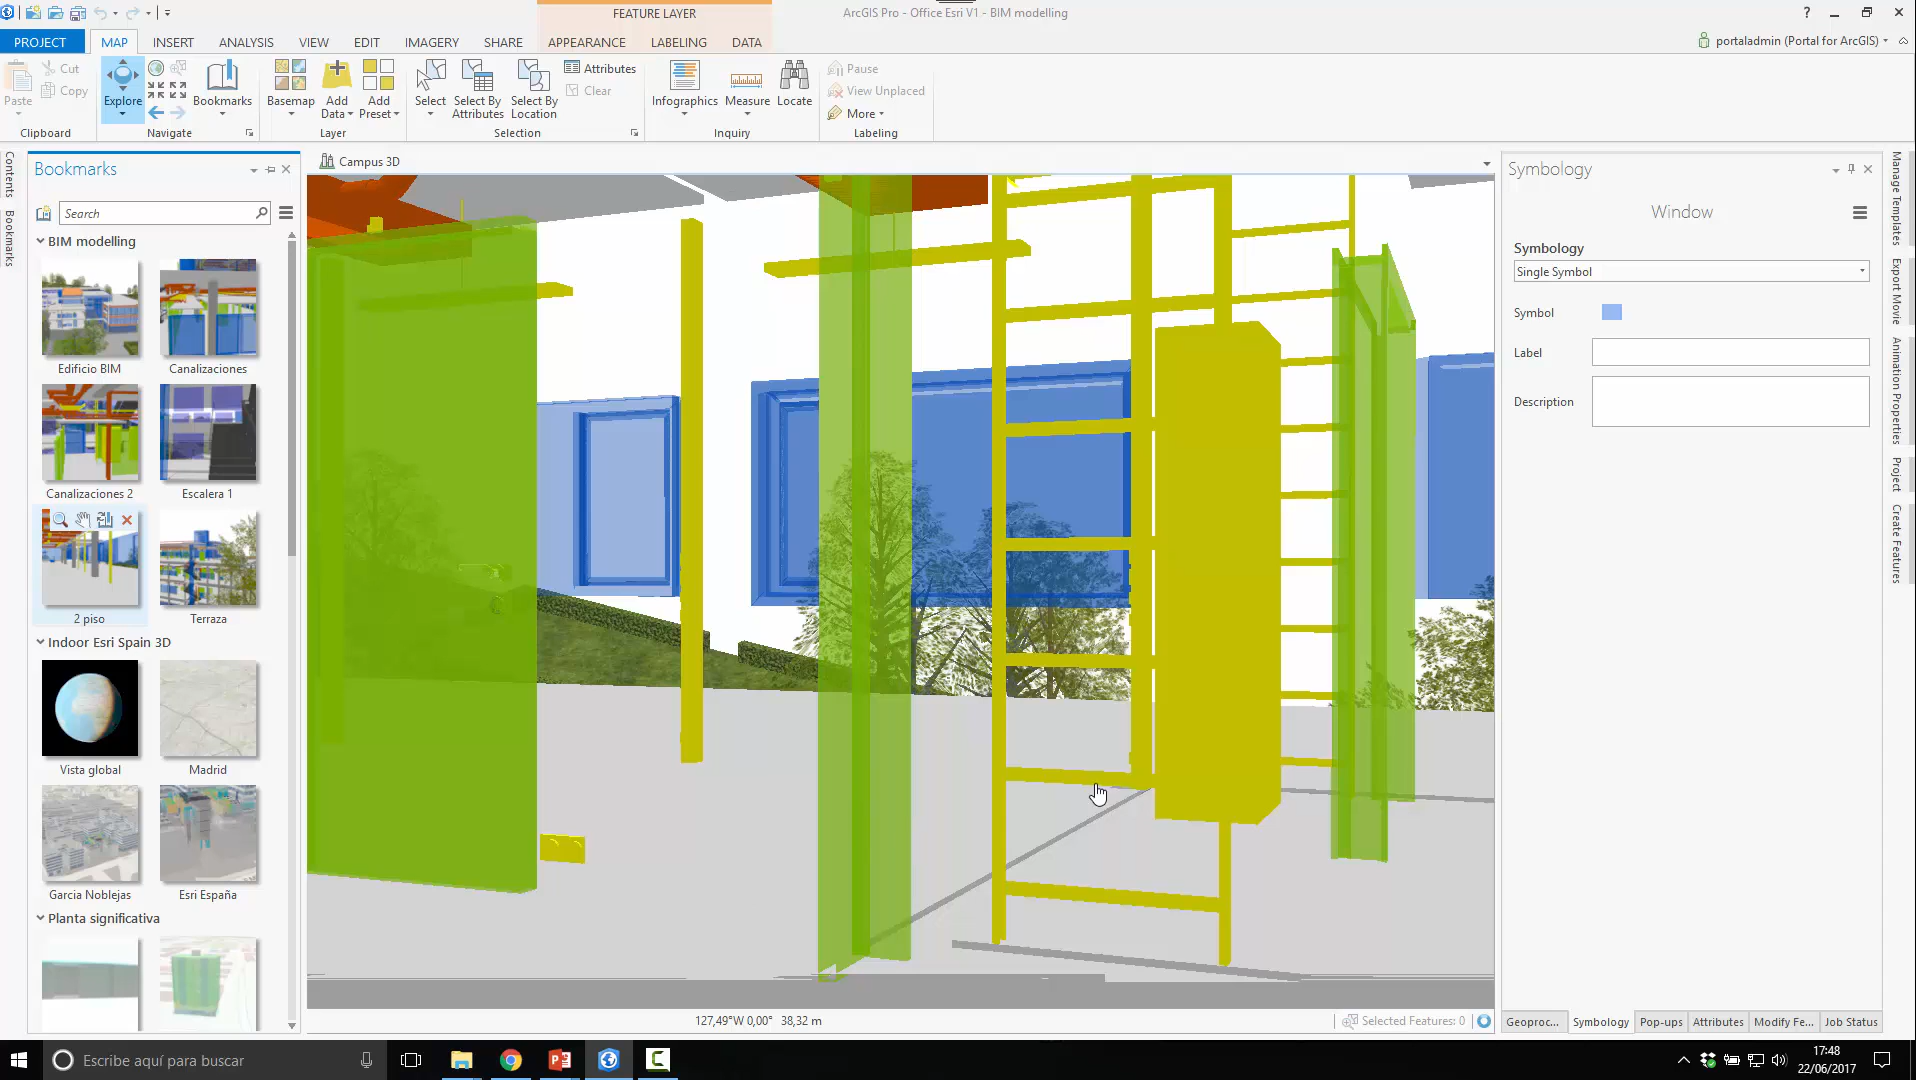 FEATURE LAYER
ArcGIS Pro - Office Esri V1 - BIM modelling
?
PROJECT
MAP
INSERT
ANALYSIS
VIEW
EDIT
IMAGERY
SHARE
APPEARANCE
LABELING
DATA
portaladmin (Portal for ArcGIS)
Paste
Cut
Copy
Clipboard
Explore
Bookmarks
Navigate
Basemap
Add
Data
Add
Preset
Layer
Select
Select By
Attributes
Select By
Location
Attributes
Clear
Selection
Infographics
Measure
Locate
Inquiry
Pause
View Unplaced
More
Labeling
Contents
Bookmarks
Bookmarks
Search
BIM modelling
Edificio BIM
Canalizaciones
Canalizaciones 2
Escalera 1
2 piso
Terraza
Indoor Esri Spain 3D
Vista global
Madrid
Garcia Noblejas
Esri España
Planta significativa
Campus 3D
127,49°W 0,00° 38,32 m
Selected Features: 0
Symbology
Window
Symbology
Single Symbol
Symbol
Label
Description
Geoproc...
Symbology
Pop-ups
Attributes
Modify Fe...
Job Status
Manage Templates
Export Movie
Animation Properties
Project
Create Features
Escribe aquí para buscar
17:48
22/06/2017